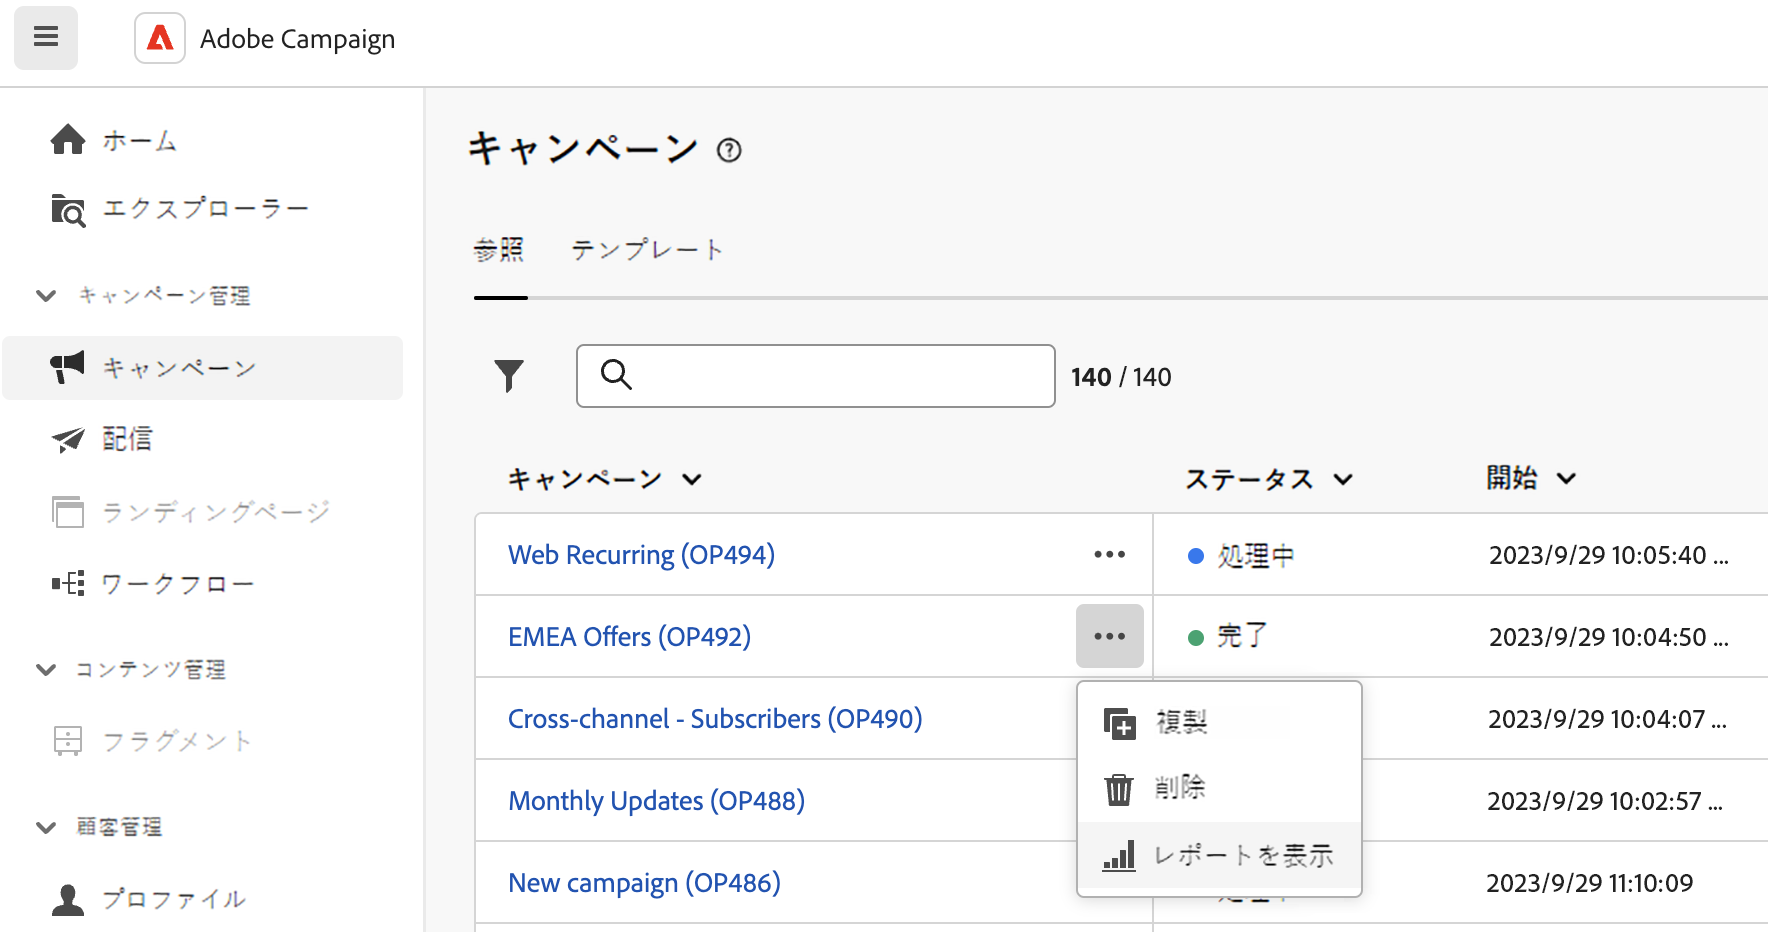 Adobe Campaign
ホーム
エクスプローラー
キャンペーン管理
キャンペーン
配信
ランディングページ
ワークフロー
コンテンツ管理
フラグメント
顧客管理
プロファイル
キャンペーン
参照 テンプレート
140 / 140
キャンペーン ステータス 開始
Web Recurring (OP494) ••• 処理中 2023/9/29 10:05:40 ...
EMEA Offers (OP492) ••• 完了 2023/9/29 10:04:50 ...
Cross-channel - Subscribers (OP490) 2023/9/29 10:04:07 ...
Monthly Updates (OP488) 2023/9/29 10:02:57 ...
New campaign (OP486) 2023/9/29 11:10:09
複製
削除
レポートを表示